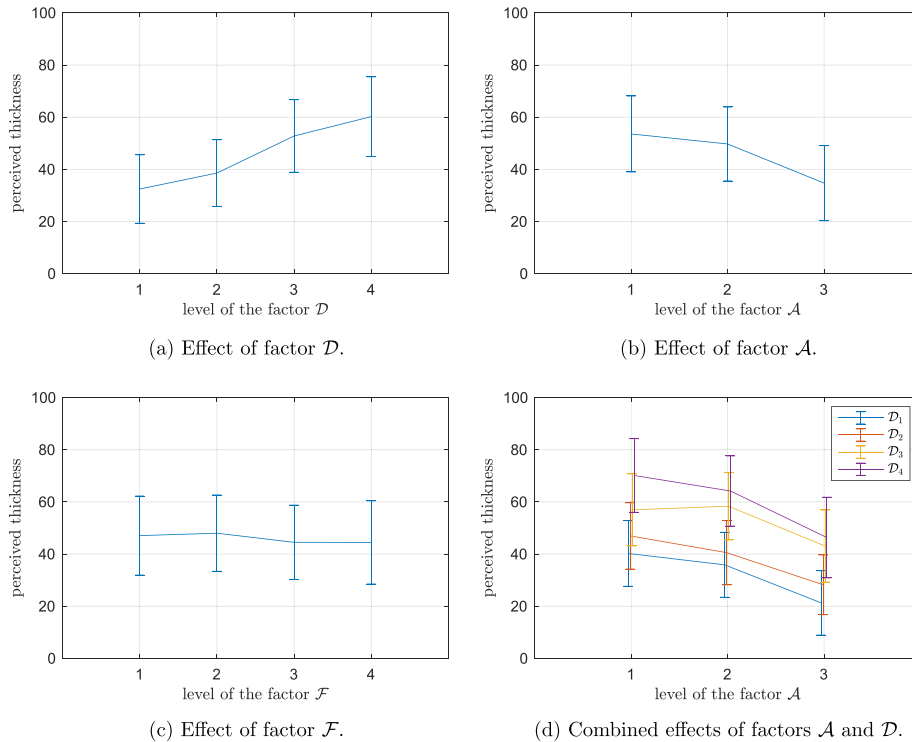 100
80
60
40
20
0
perceived thickness
1 2 3 4
level of the factor 𝒟
(a) Effect of factor 𝒟.
100
80
60
40
20
0
perceived thickness
1 2 3
level of the factor 𝒜
(b) Effect of factor 𝒜.
100
80
60
40
20
0
perceived thickness
1 2 3 4
level of the factor ℱ
(c) Effect of factor ℱ.
100
80
60
40
20
0
perceived thickness
𝒟₁
𝒟₂
𝒟₃
𝒟₄
1 2 3
level of the factor 𝒜
(d) Combined effects of factors 𝒜 and 𝒟.